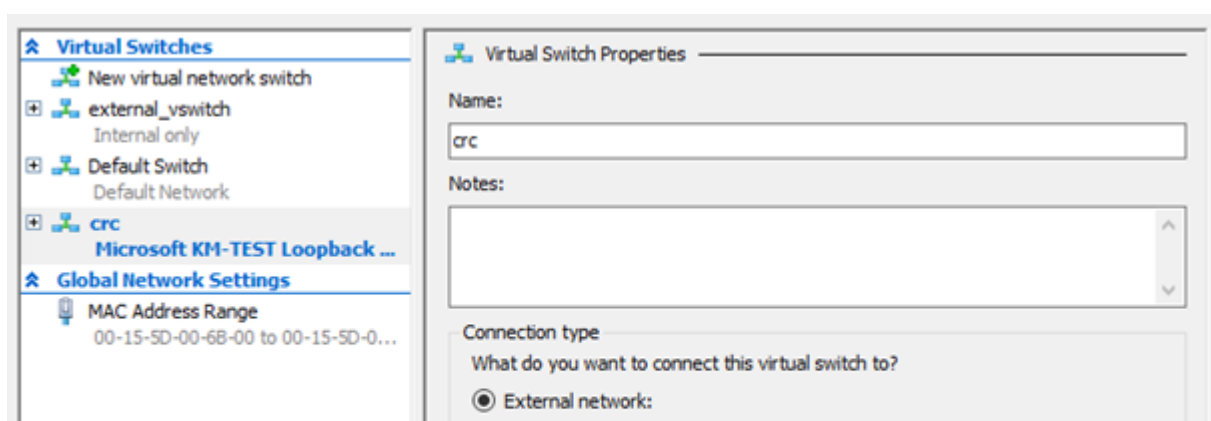 Virtual Switches
New virtual network switch
external_vswitch
Internal only
Default Switch
Default Network
crc
Microsoft KM-TEST Loopback ...
Global Network Settings
MAC Address Range
00-15-5D-00-6B-00 to 00-15-5D-0...
Virtual Switch Properties
Name:
crc
Notes:
Connection type
What do you want to connect this virtual switch to?
External network: